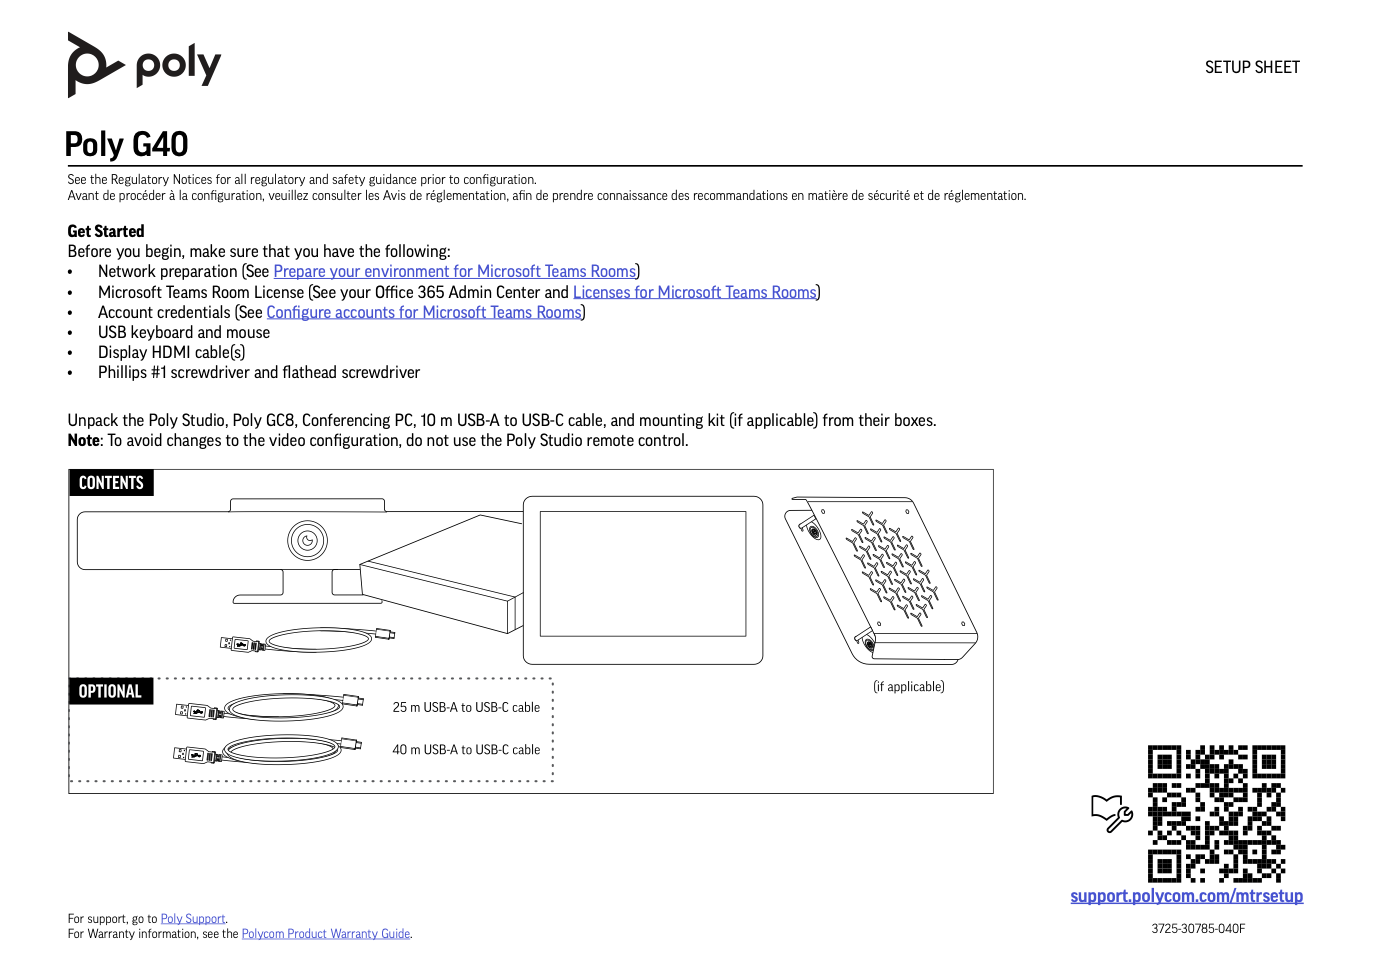 poly
SETUP SHEET
Poly G40
See the Regulatory Notices for all regulatory and safety guidance prior to configuration.
Avant de procéder à la configuration, veuillez consulter les Avis de réglementation, afin de prendre connaissance des recommandations en matière de sécurité et de réglementation.
Get Started
Before you begin, make sure that you have the following:
• Network preparation (See Prepare your environment for Microsoft Teams Rooms)
• Microsoft Teams Room License (See your Office 365 Admin Center and Licenses for Microsoft Teams Rooms)
• Account credentials (See Configure accounts for Microsoft Teams Rooms)
• USB keyboard and mouse
• Display HDMI cable(s)
• Phillips #1 screwdriver and flathead screwdriver
Unpack the Poly Studio, Poly GC8, Conferencing PC, 10 m USB-A to USB-C cable, and mounting kit (if applicable) from their boxes.
Note: To avoid changes to the video configuration, do not use the Poly Studio remote control.
CONTENTS
(if applicable)
OPTIONAL
25 m USB-A to USB-C cable
40 m USB-A to USB-C cable
support.polycom.com/mtrsetup
For support, go to Poly Support.
For Warranty information, see the Polycom Product Warranty Guide.
3725-30785-040F